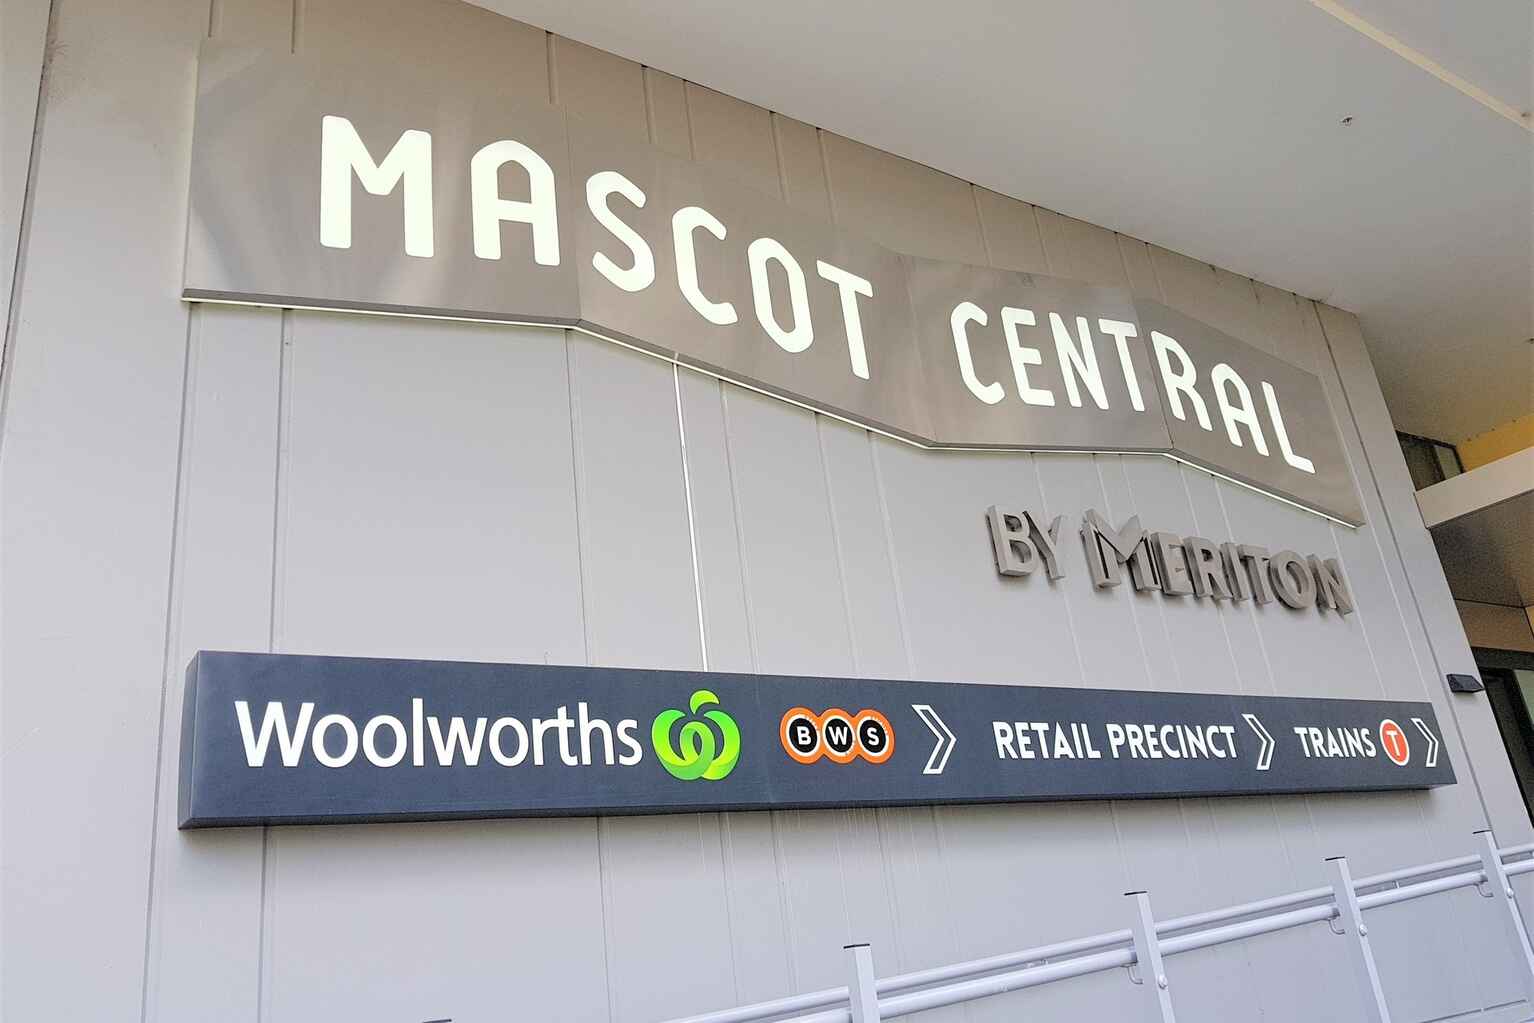 MASCOT CENTRAL
BY MERITON
Woolworths BWS RETAIL PRECINCT TRAINS T